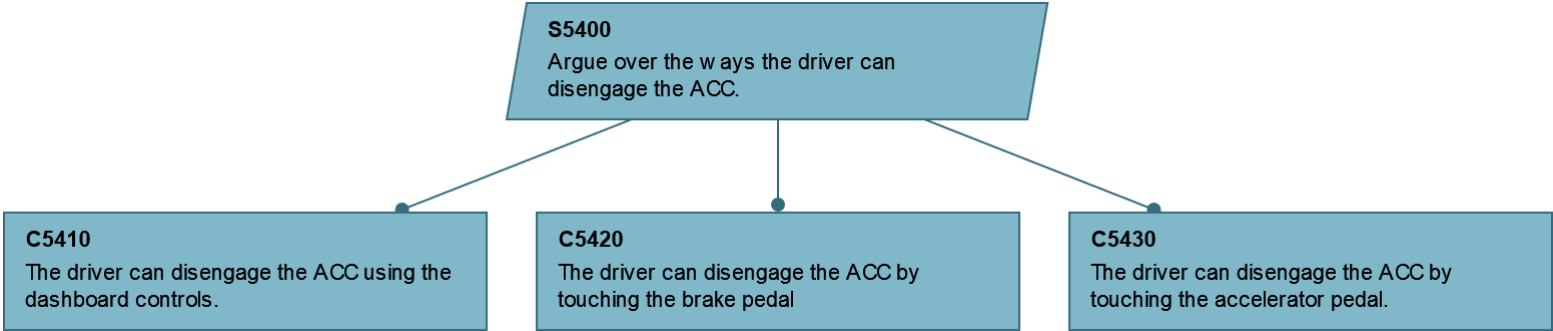 S5400
Argue over the ways the driver can
disengage the ACC.
C5410
The driver can disengage the ACC using the
dashboard controls.
C5420
The driver can disengage the ACC by
touching the brake pedal
C5430
The driver can disengage the ACC by
touching the accelerator pedal.